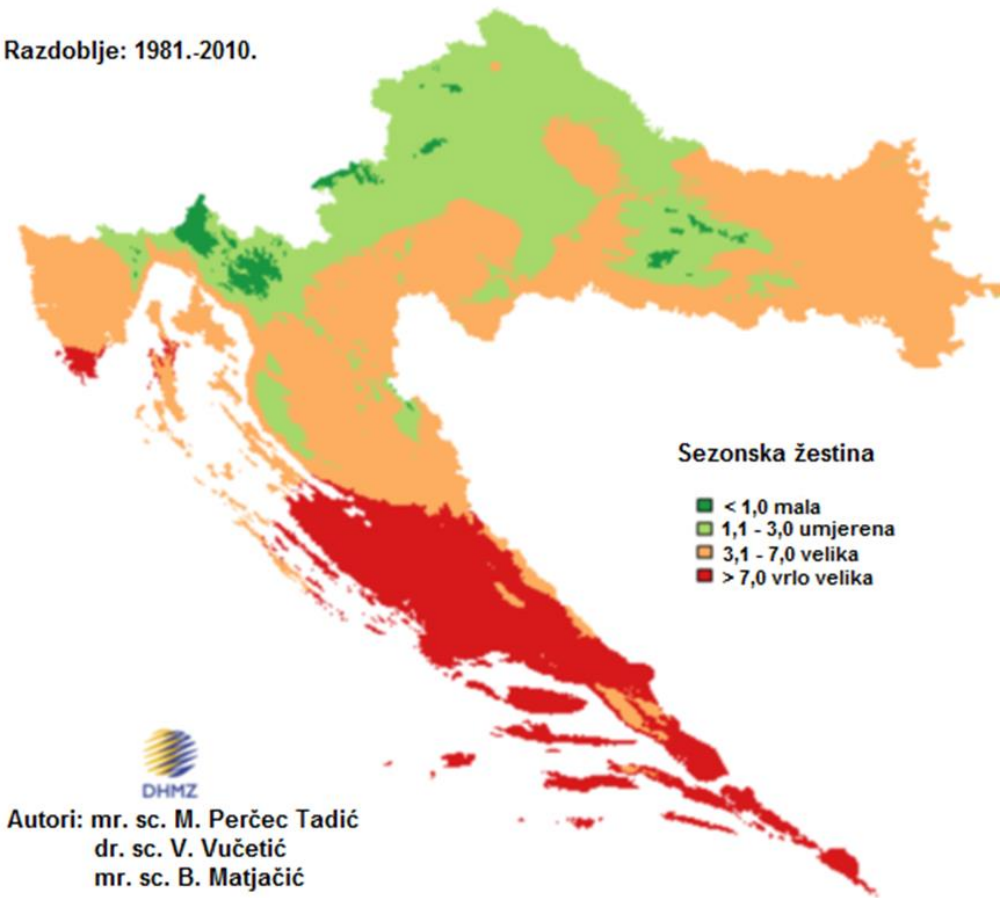 Razdoblje: 1981.-2010.
Sezonska žestina
< 1,0 mala
1,1 - 3,0 umjerena
3,1 - 7,0 velika
> 7,0 vrlo velika
DHMZ
Autori: mr. sc. M. Perčec Tadić
dr. sc. V. Vučetić
mr. sc. B. Matjačić